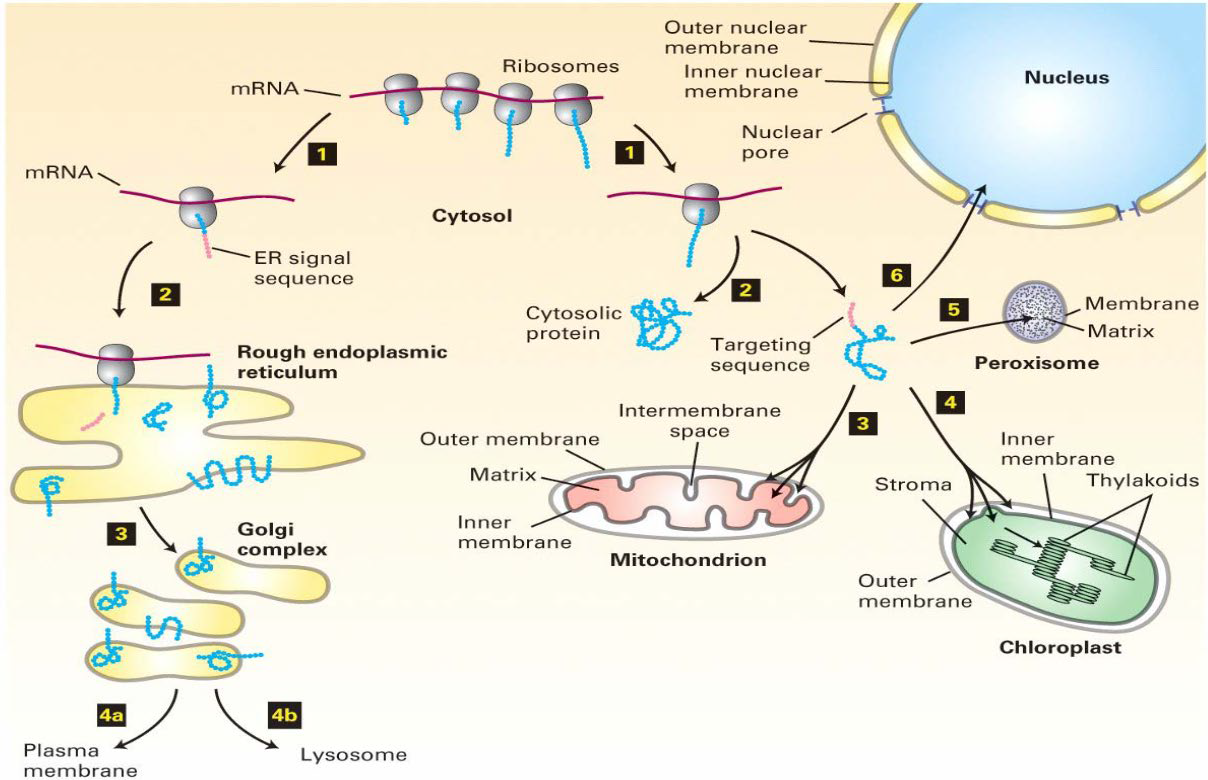 Outer nuclear
membrane
Inner nuclear
membrane
Nucleus
Nuclear
pore
Ribosomes
mRNA
1
1
mRNA
Cytosol
ER signal
sequence
2
2
6
Cytosolic
protein
Targeting
sequence
5
Membrane
Matrix
Peroxisome
Rough endoplasmic
reticulum
4
3
Intermembrane
space
Outer membrane
Matrix
Inner
membrane
Mitochondrion
Inner
membrane
Thylakoids
Stroma
Outer
membrane
Chloroplast
3
Golgi
complex
4a
4b
Plasma
membrane
Lysosome